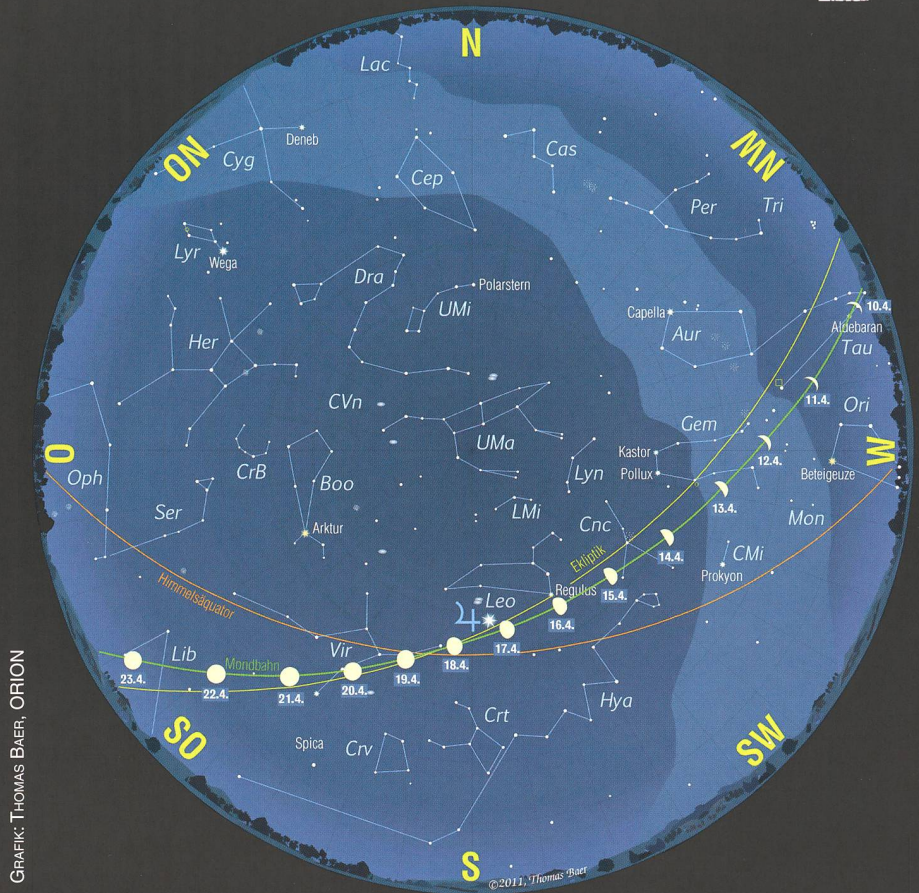 N
Lac
Deneb
NO
Cyg
Cep
Cas
NW
Per
Tri
Lyr
Wega
Dra
UMi
Polarstern
Capella
Aur
10.4.
Aldebaran
Tau
Her
11.4.
CVn
Gem
Ori
UMa
12.4.
O
Oph
CrB
Boo
Lyn
Kastor
Pollux
W
Beteigeuze
13.4.
Ser
Arktur
LMi
Cnc
Mon
14.4.
CMi
Prokyon
Ekliptik
15.4.
Himmelsäquator
Regulus
Leo
16.4.
♃
17.4.
Lib
Mondbahn
Vir
18.4.
19.4.
20.4.
21.4.
22.4.
23.4.
Hya
Crt
SO
Spica
Crv
SW
S
©2011, Thomas Baer
GRAFIK: THOMAS BAER, ORION